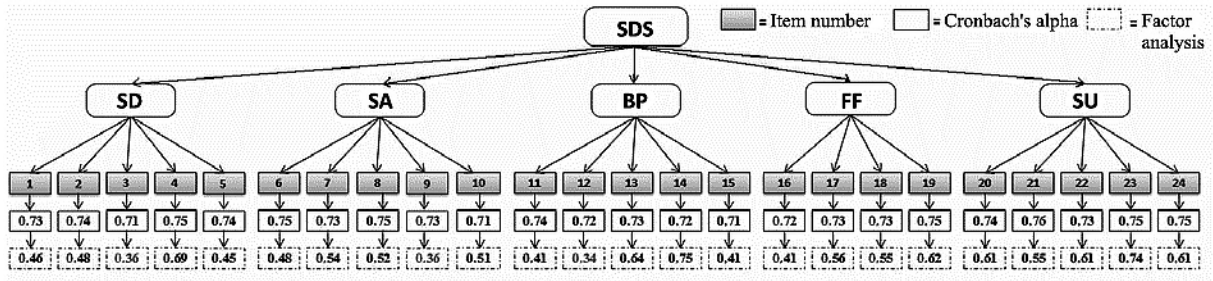 SDS
= Item number
= Cronbach's alpha
= Factor
analysis
SD SA BP FF SU
1 2 3 4 5 6 7 8 9 10 11 12 13 14 15 16 17 18 19 20 21 22 23 24
0.73 0.74 0.71 0.75 0.74 0.75 0.73 0.75 0.73 0.71 0.74 0.72 0.73 0.72 0,71 0.72 0.73 0.73 0.75 0.74 0.76 0.73 0.75 0.75
0.46 0.48 0.36 0.69 0.45 0.48 0.54 0.52 0.36 0.51 0.41 0.34 0.64 0.75 0,41 0.41 0.56 0.55 0.62 0.61 0.55 0.61 0.74 0,61